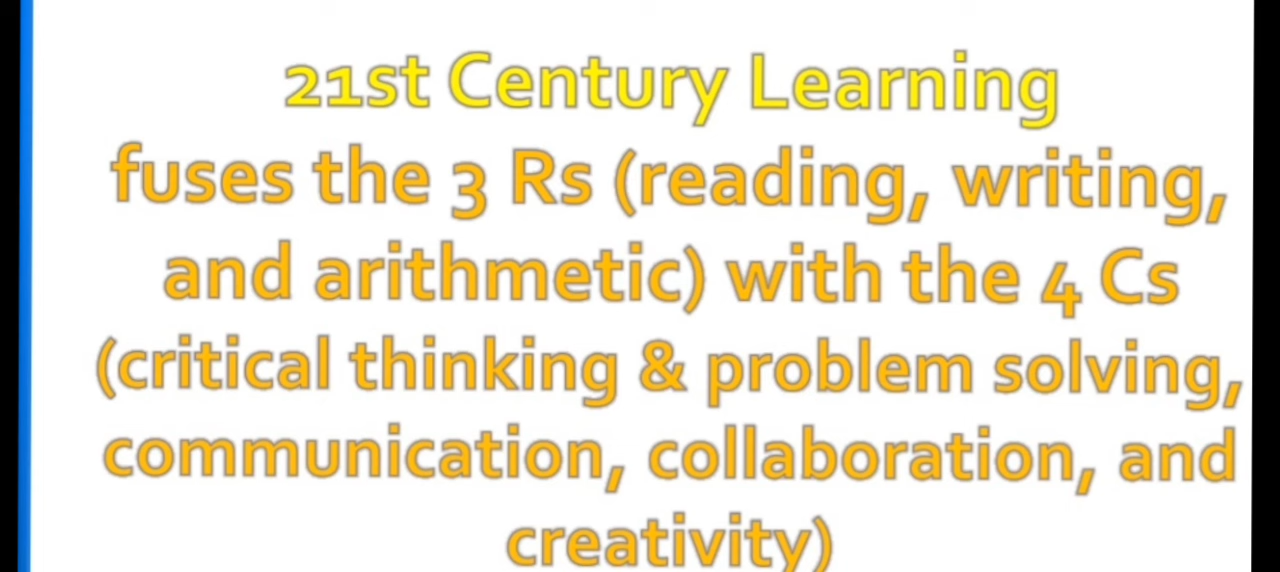 21st Century Learning
fuses the 3 Rs (reading, writing,
and arithmetic) with the 4 Cs
(critical thinking & problem solving,
communication, collaboration, and
creativity)